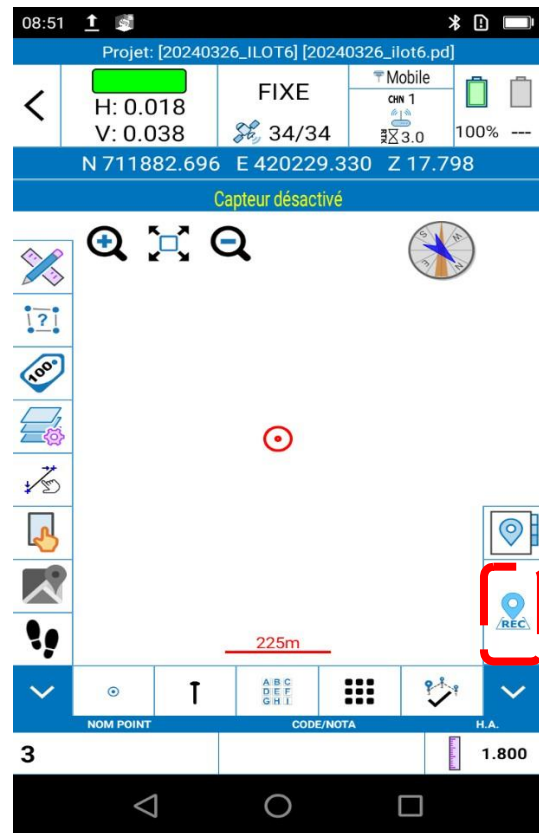 08:51
Projet: [20240326_ILOT6] [20240326_ilot6.pd]
H: 0.018
V: 0.038
FIXE
34/34
Mobile
CHN 1
RTK 3.0
100% ---
N 711882.696 E 420229.330 Z 17.798
Capteur désactivé
S W
E N
?
100.
REC
225m
A B C
D E F
G H I
NOM POINT CODE/NOTA H.A.
3 1.800